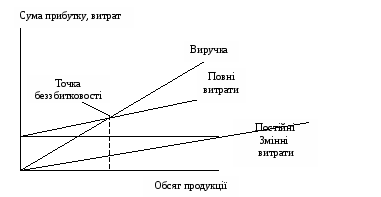 Сума прибутку, витрат
Виручка
Точка
беззбитковості
Повні
витрати
Постійні
Змінні
витрати
Обсяг продукції